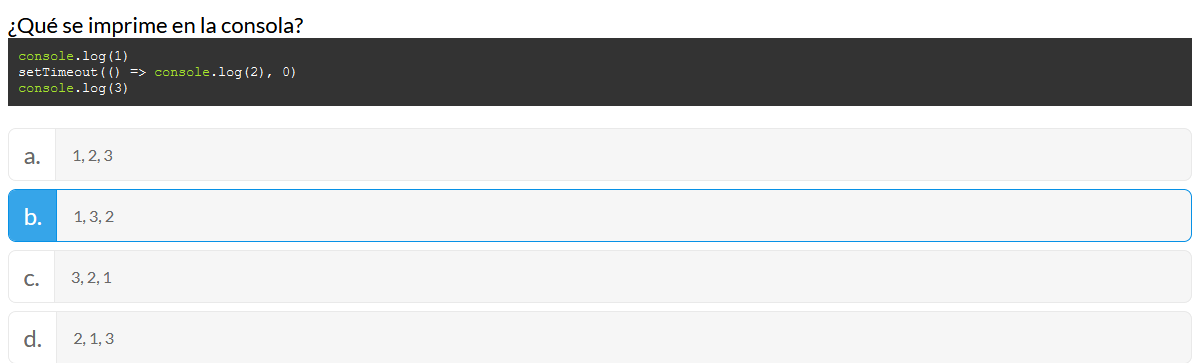 ¿Qué se imprime en la consola?
console.log(1)
setTimeout(() => console.log(2), 0)
console.log(3)
a. 1, 2, 3
b. 1, 3, 2
c. 3, 2, 1
d. 2, 1, 3